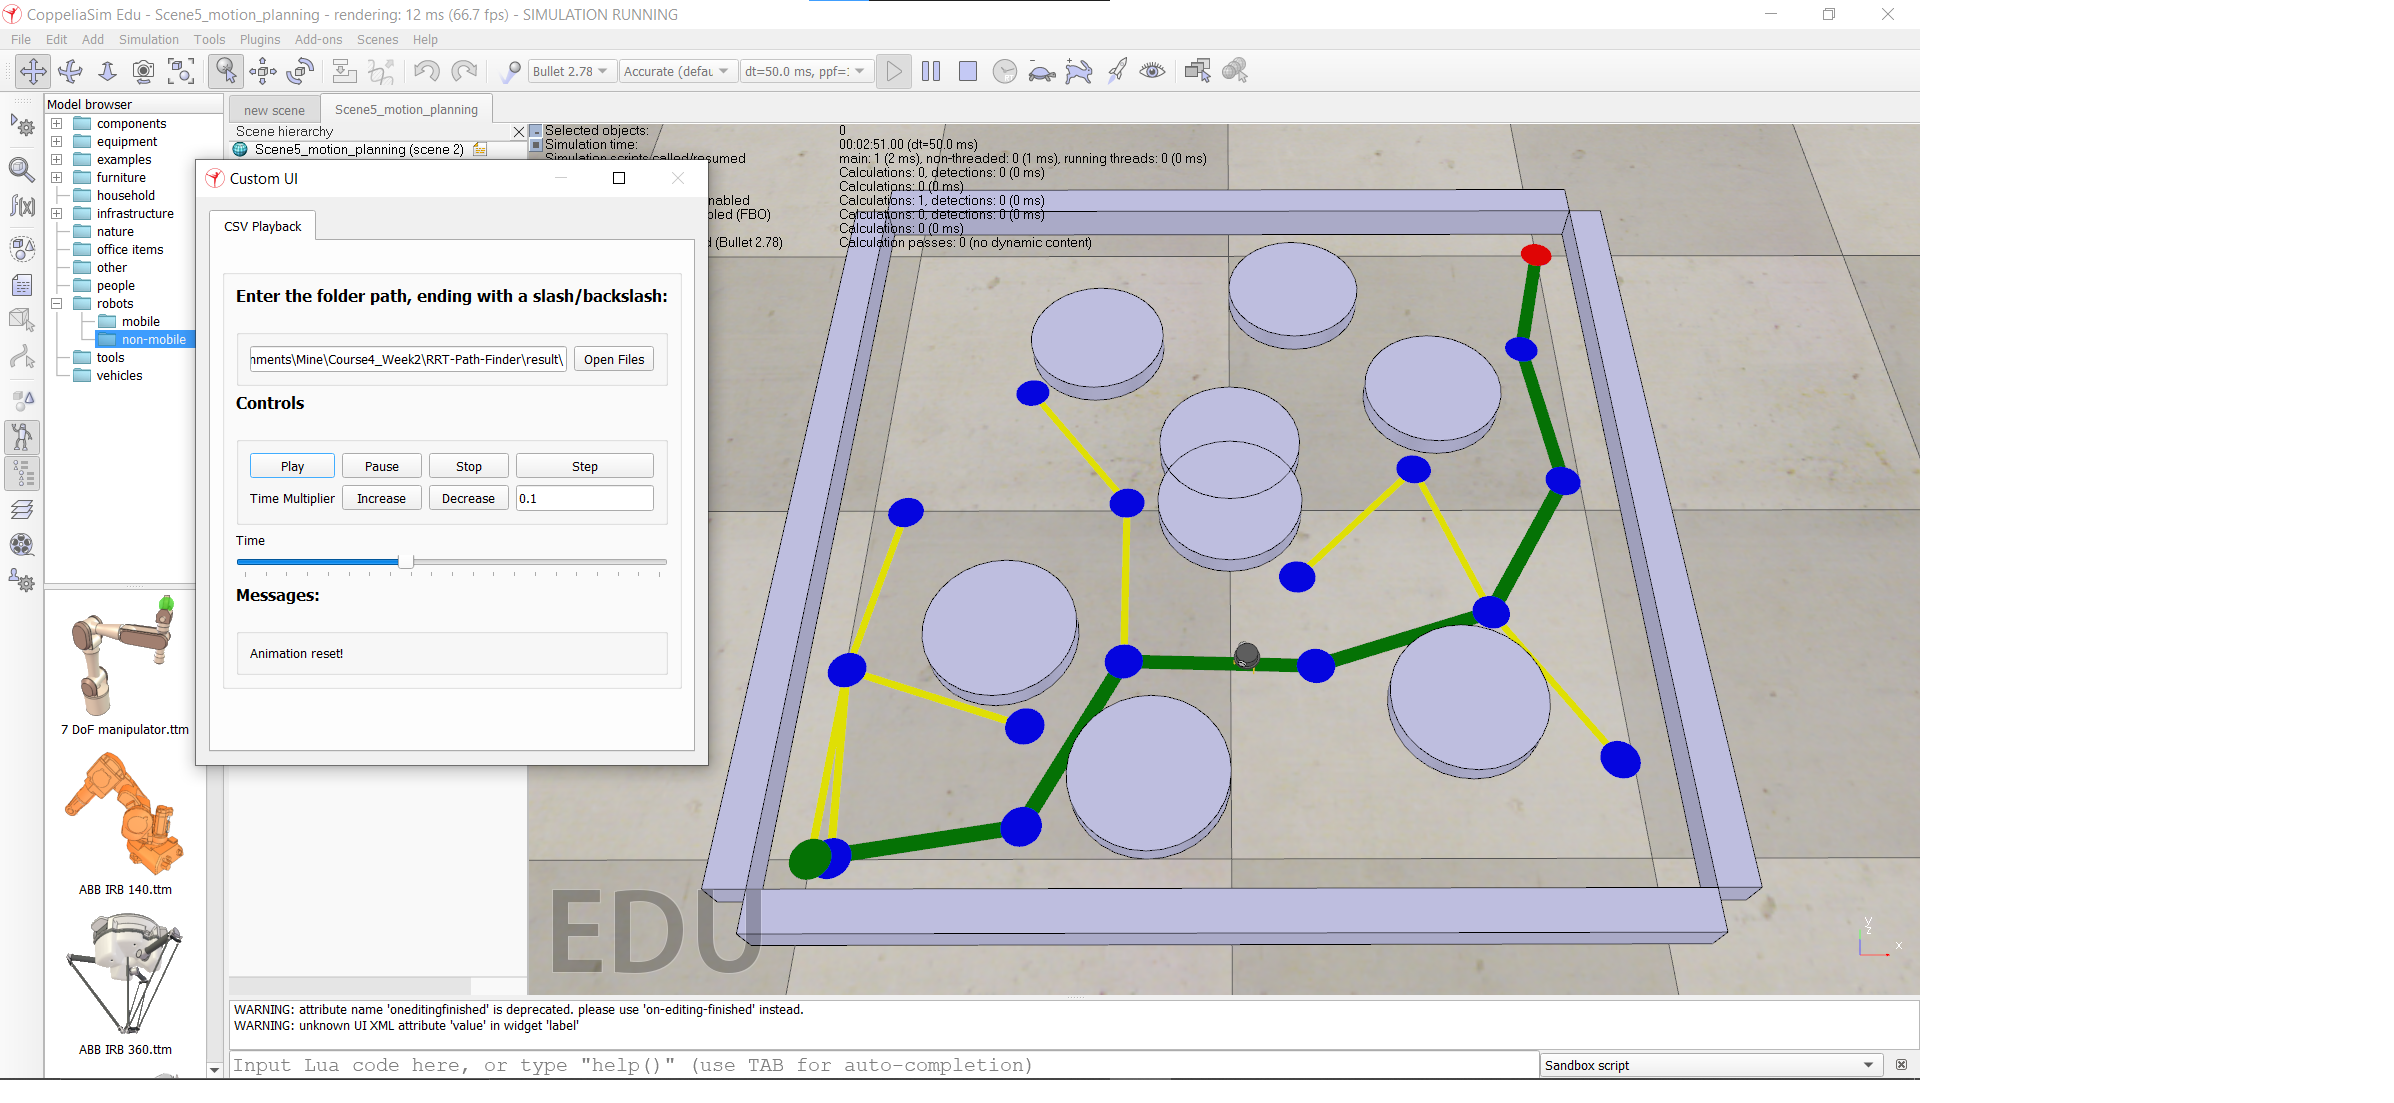 CoppeliaSim Edu - Scene5_motion_planning - rendering: 12 ms (66.7 fps) - SIMULATION RUNNING
File Edit Add Simulation Tools Plugins Add-ons Scenes Help
Bullet 2.78 Accurate (defau dt=50.0 ms, ppf=:
Model browser
components
equipment
examples
furniture
household
infrastructure
nature
office items
other
people
robots
mobile
non-mobile
tools
vehicles
7 DoF manipulator.ttm
ABB IRB 140.ttm
ABB IRB 360.ttm
new scene Scene5_motion_planning
Scene hierarchy
Scene5_motion_planning (scene 2)
Selected objects: 0
Simulation time: 00:02:51.00 (dt=50.0 ms)
Simulation scripts called/resumed main: 1 (2 ms), non-threaded: 0 (1 ms), running threads: 0 (0 ms)
Calculations: 0, detections: 0 (0 ms)
Calculations: 0 (0 ms)
nabled Calculations: 1, detections: 0 (0 ms)
bled (FBO) Calculations: 0, detections: 0 (0 ms)
Calculations: 0 (0 ms)
d (Bullet 2.78) Calculation passes: 0 (no dynamic content)
Custom UI
CSV Playback
Enter the folder path, ending with a slash/backslash:
nments\Mine\Course4_Week2\RRT-Path-Finder\result\ Open Files
Controls
Play Pause Stop Step
Time Multiplier Increase Decrease 0.1
Time
Messages:
Animation reset!
EDU
y
z
x
WARNING: attribute name 'oneditingfinished' is deprecated. please use 'on-editing-finished' instead.
WARNING: unknown UI XML attribute 'value' in widget 'label'
Input Lua code here, or type "help()" (use TAB for auto-completion) Sandbox script